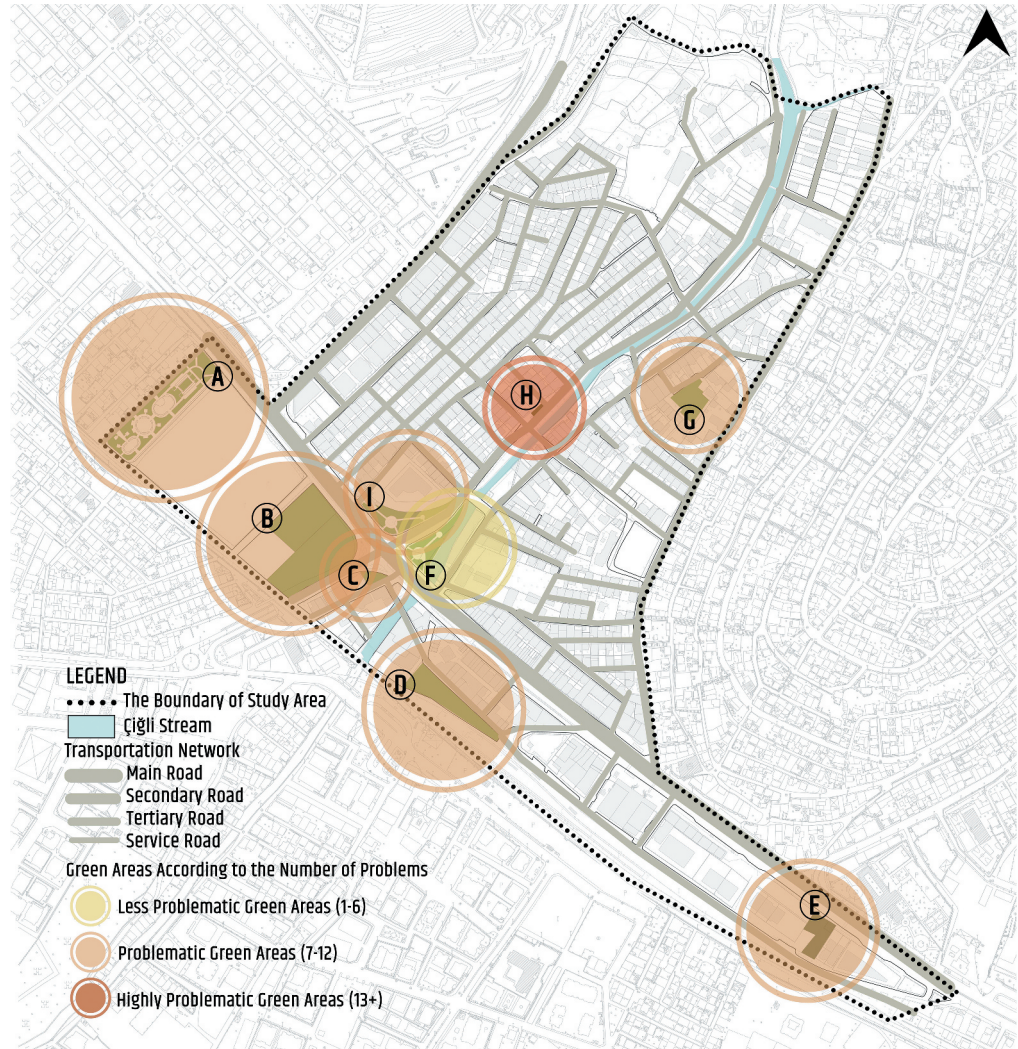 A
B
I
H
G
C
F
D
E
LEGEND
The Boundary of Study Area
Çiğli Stream
Transportation Network
Main Road
Secondary Road
Tertiary Road
Service Road
Green Areas According to the Number of Problems
Less Problematic Green Areas (1-6)
Problematic Green Areas (7-12)
Highly Problematic Green Areas (13+)